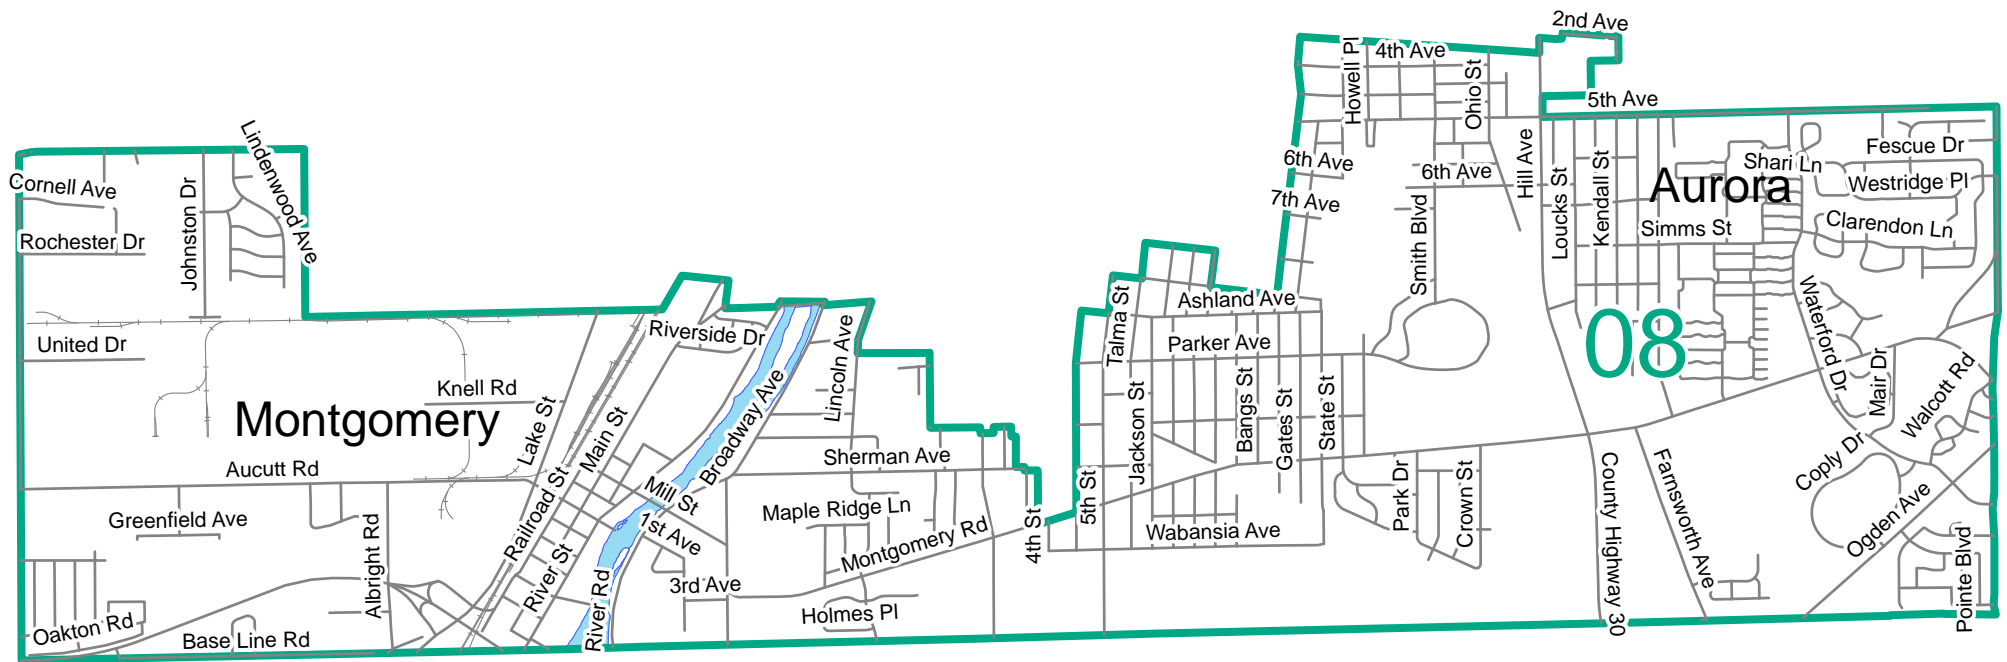 2nd Ave
4th Ave
Howell Pl
Ohio St
5th Ave
Lindenwood Ave
Cornell Ave
Johnston Dr
Rochester Dr
6th Ave
6th Ave
7th Ave
Hill Ave
Smith Blvd
Loucks St
Kendall St
Shari Ln
Fescue Dr
Aurora
Westridge Pl
Simms St
Clarendon Ln
United Dr
Riverside Dr
Talma St
Ashland Ave
Parker Ave
08
Waterford Dr
Mair Dr
Walcott Rd
Knell Rd
Montgomery
Lake St
Main St
Broadway Ave
Lincoln Ave
Jackson St
Bangs St
Gates St
State St
Aucutt Rd
Sherman Ave
Coply Dr
Greenfield Ave
Railroad St
Mill St
1st Ave
Maple Ridge Ln
Montgomery Rd
4th St
5th St
Wabansia Ave
Park Dr
Crown St
County Highway 30
Farnsworth Ave
Ogden Ave
Pointe Blvd
Albright Rd
River St
River Rd
3rd Ave
Holmes Pl
Oakton Rd
Base Line Rd